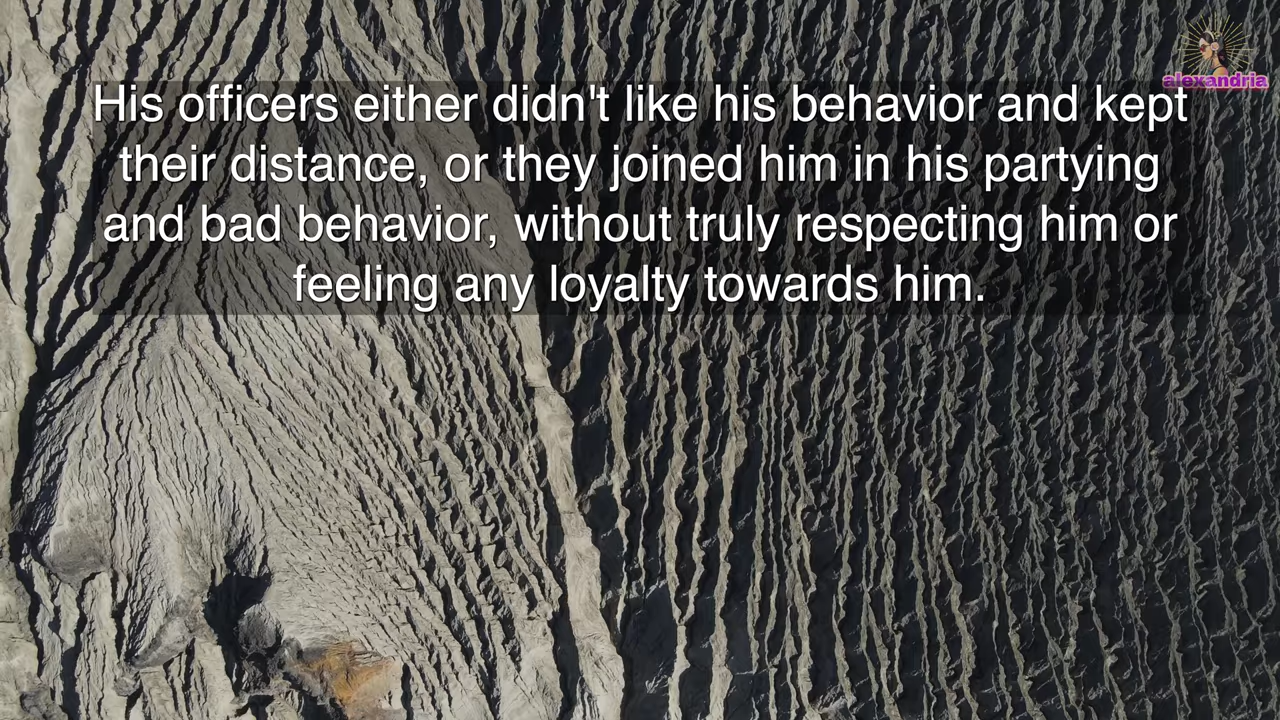 alexandria
His officers either didn't like his behavior and kept
their distance, or they joined him in his partying
and bad behavior, without truly respecting him or
feeling any loyalty towards him.